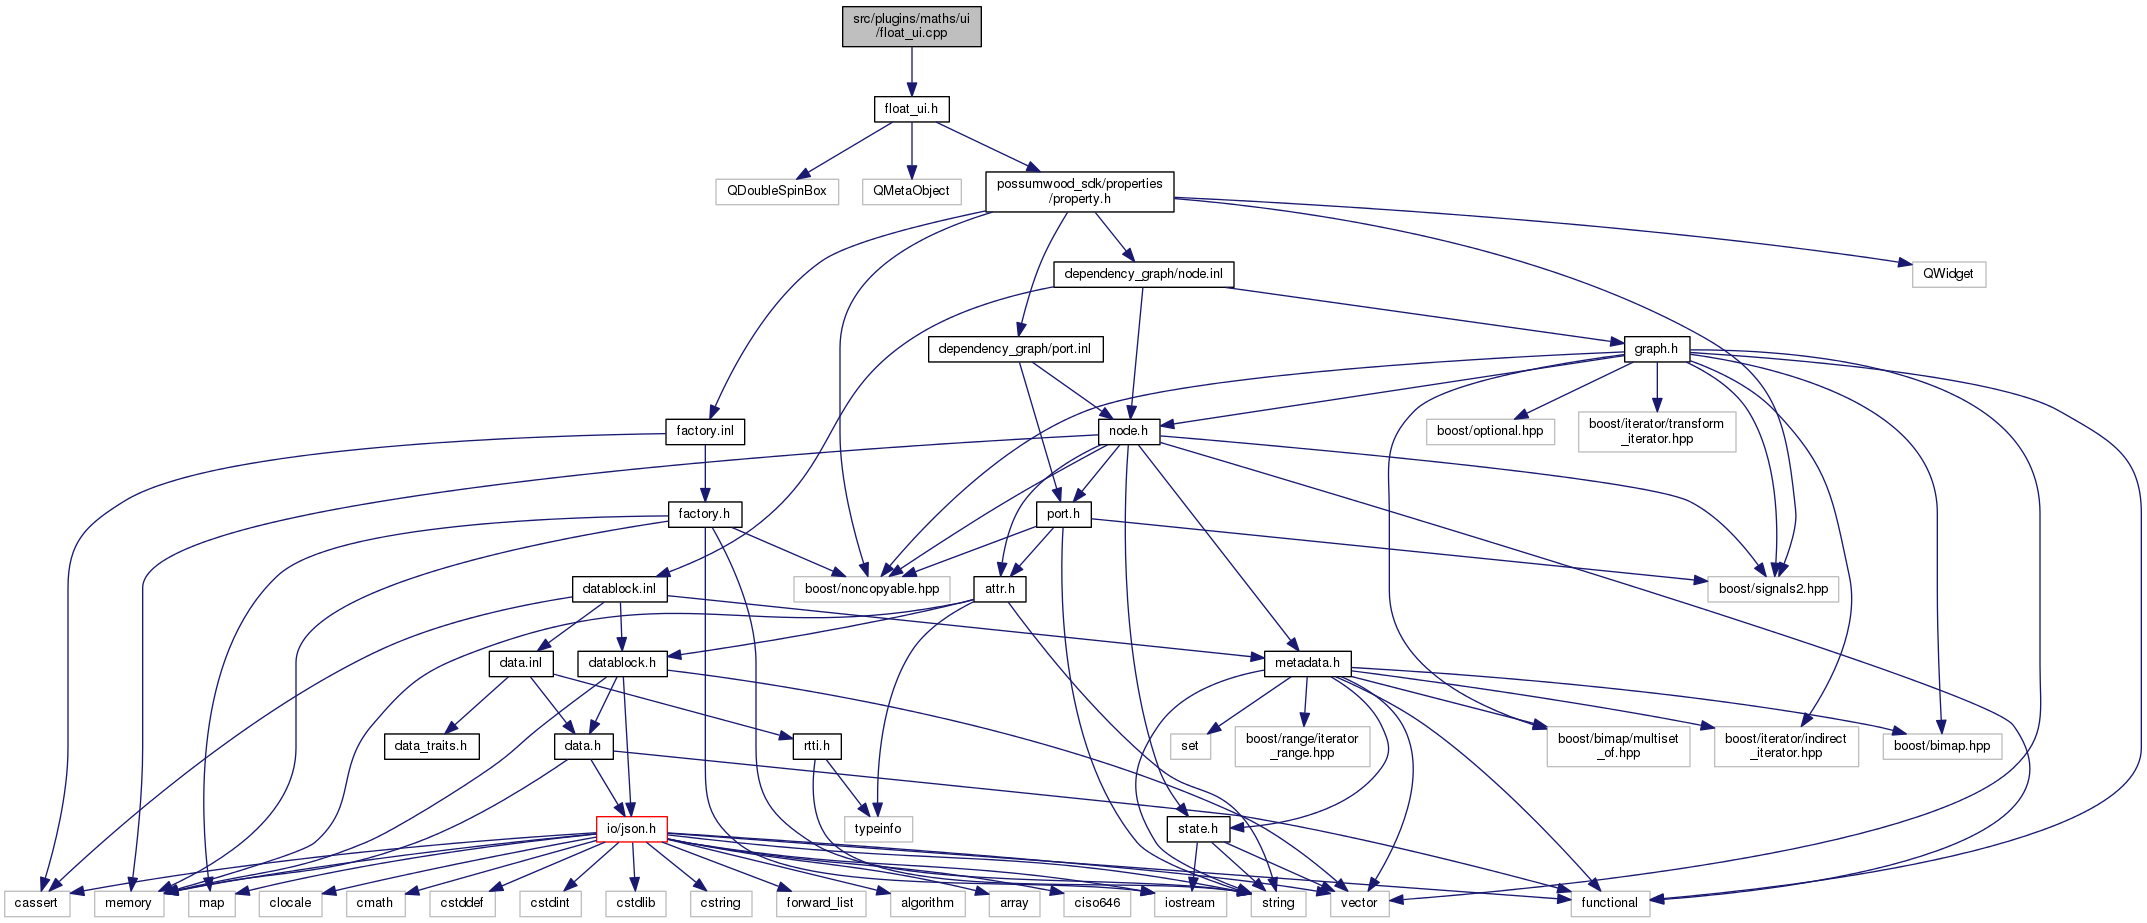 src/plugins/maths/ui
/float_ui.cpp
float_ui.h
QDoubleSpinBox
QMetaObject
possumwood_sdk/properties
/property.h
dependency_graph/node.inl
QWidget
dependency_graph/port.inl
graph.h
factory.inl
node.h
boost/optional.hpp
boost/iterator/transform
_iterator.hpp
factory.h
port.h
datablock.inl
boost/noncopyable.hpp
attr.h
boost/signals2.hpp
data.inl
datablock.h
metadata.h
data_traits.h
data.h
rtti.h
set
boost/range/iterator
_range.hpp
boost/bimap/multiset
_of.hpp
boost/iterator/indirect
_iterator.hpp
boost/bimap.hpp
io/json.h
typeinfo
state.h
cassert
memory
map
clocale
cmath
cstddef
cstdint
cstdlib
cstring
forward_list
algorithm
array
ciso646
iostream
string
vector
functional